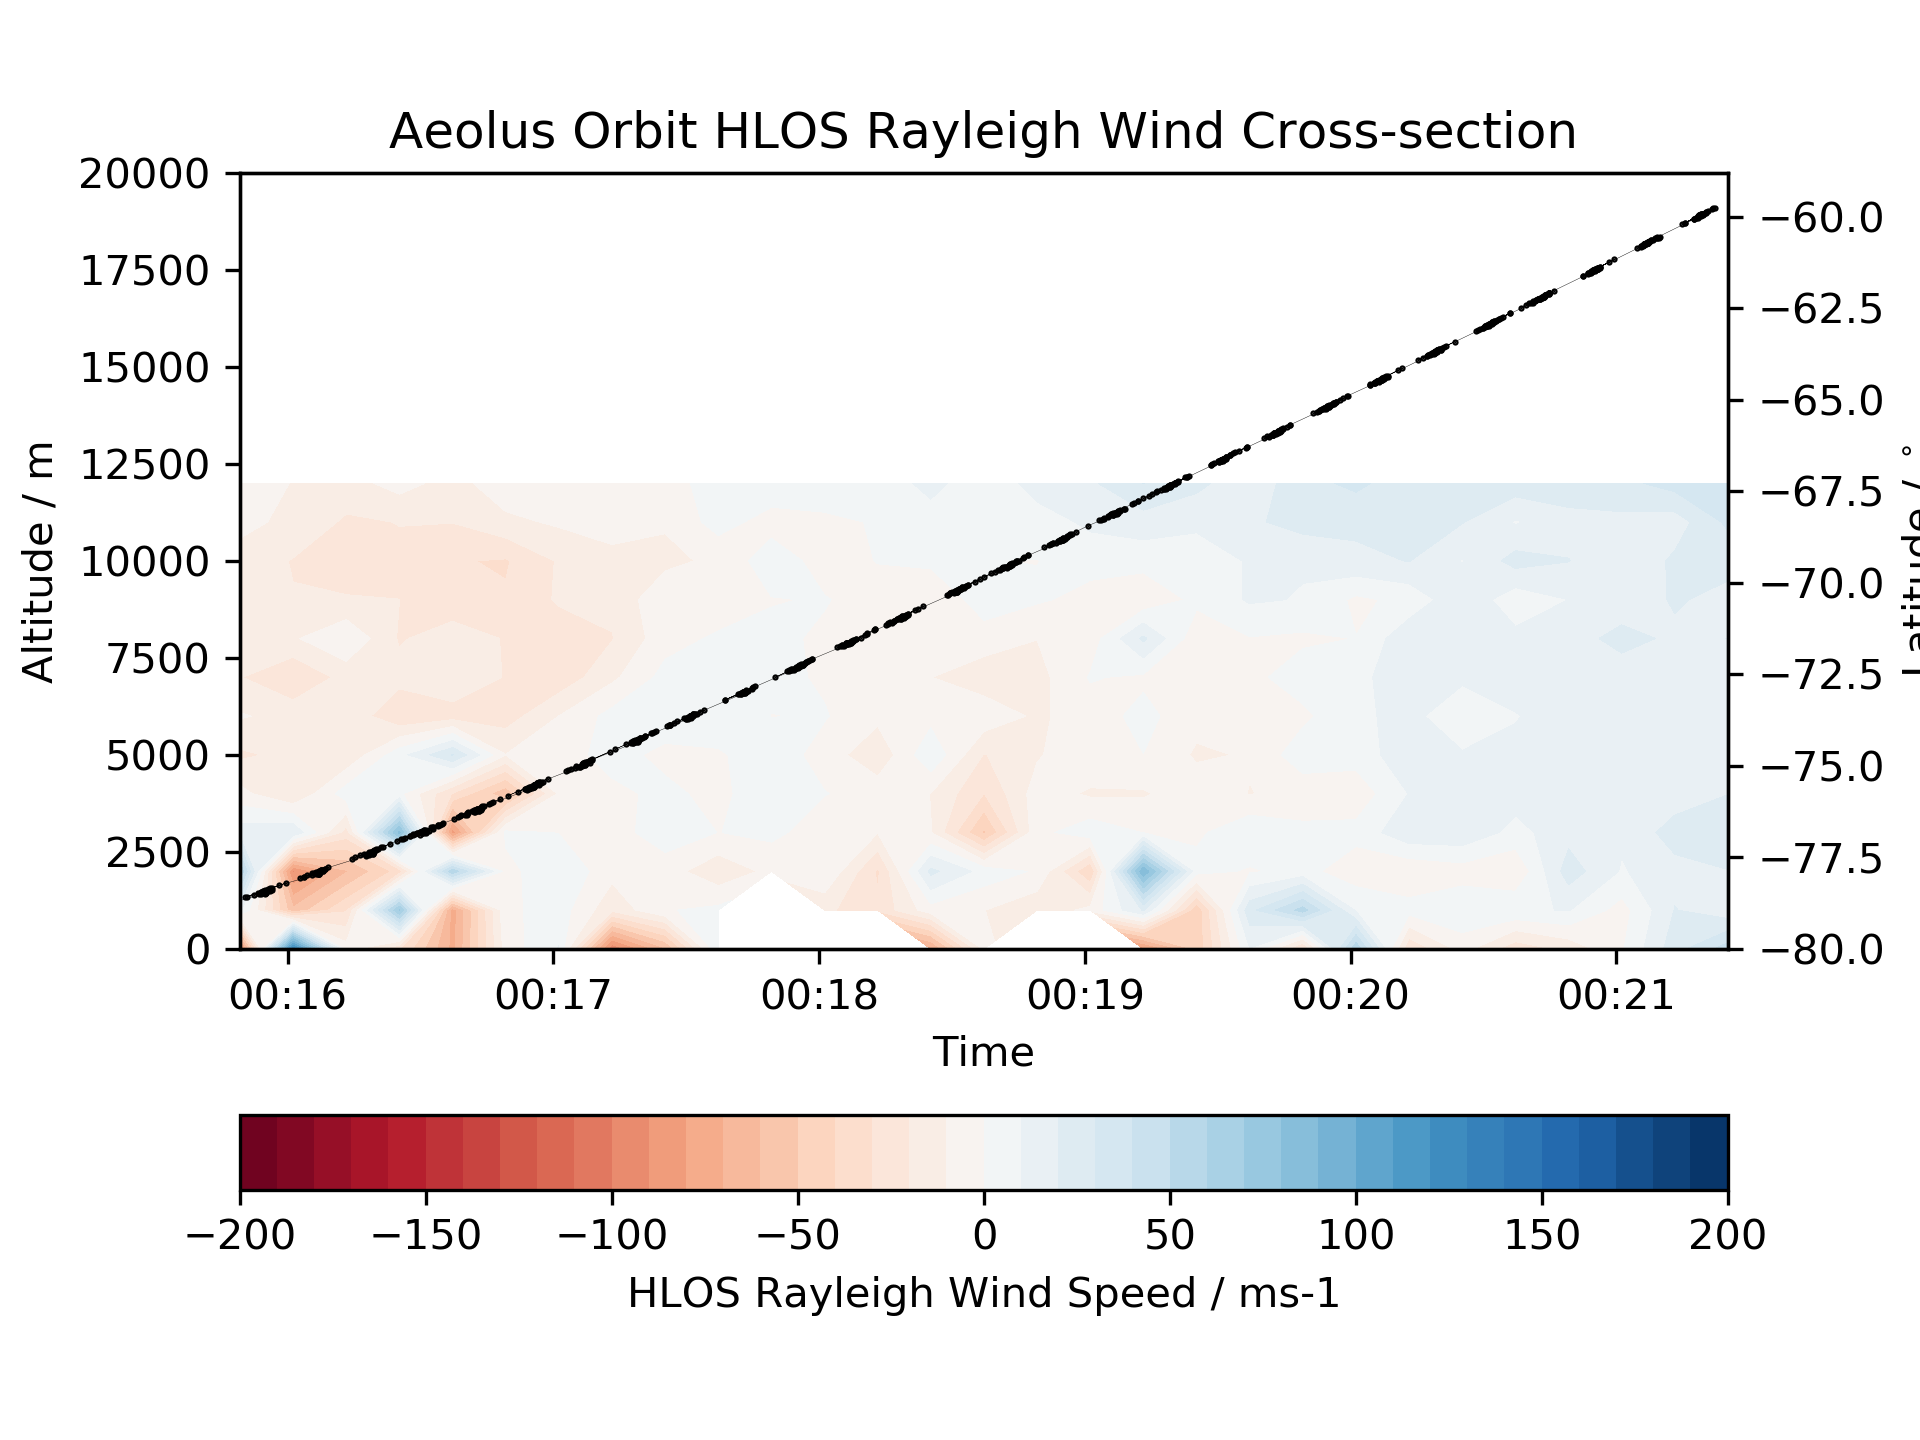 Aeolus Orbit HLOS Rayleigh Wind Cross-section
20000
17500
15000
12500
10000
7500
5000
2500
0
Altitude / m
−60.0
−62.5
−65.0
−67.5
−70.0
−72.5
−75.0
−77.5
−80.0
Latitude / °
00:16 00:17 00:18 00:19 00:20 00:21
Time
−200 −150 −100 −50 0 50 100 150 200
HLOS Rayleigh Wind Speed / ms-1